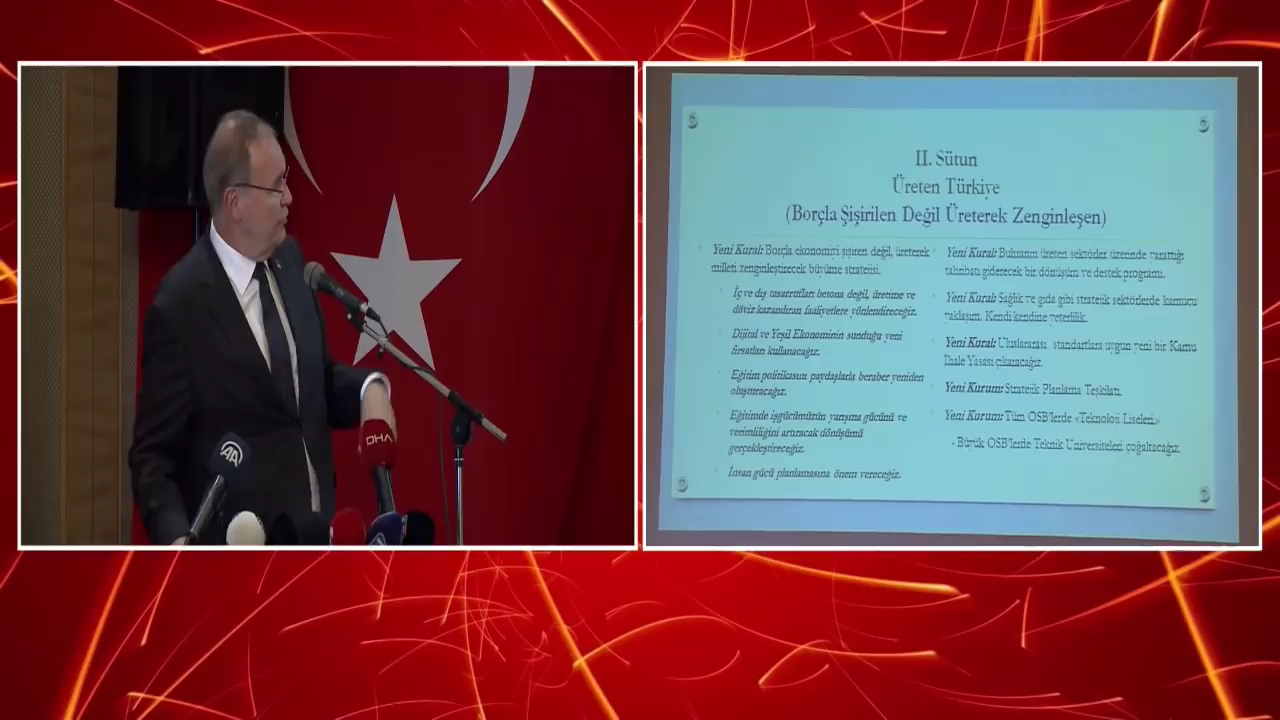 II. Sütun
Üreten Türkiye
(Borçla Şişirilen Değil Üreterek Zenginleşen)
Yeni Kural: Borçla ekonomiyi şişiren değil, üreterek
milleti zenginleştirecek büyüme stratejisi.
İç ve dış tasarrufları betona değil, üretime ve
döviz kazandıran faaliyetlere yönlendireceğiz.
Dijital ve Yeşil Ekonominin sunduğu yeni
fırsatları kullanacağız.
Eğitim politikasını paydaşlarla beraber yeniden
oluşturacağız.
Eğitimde işgücümüzün yarışma gücünü ve
verimliliğini artıracak dönüşümü
gerçekleştireceğiz.
İnsan gücü planlamasına önem vereceğiz.
Yeni Kural: Buhranın üreten sektörler üzerinde yarattığı
tahribatı giderecek bir dönüşüm ve destek programı.
Yeni Kural: Sağlık ve gıda gibi stratejik sektörlerde kamucu
yaklaşım. Kendi kendine yeterlilik.
Yeni Kural: Uluslararası standartlara uygun yeni bir Kamu
İhale Yasası çıkaracağız.
Yeni Kurum: Stratejik Planlama Teşkilatı.
Yeni Kurum: Tüm OSB'lerde «Teknoloji Liseleri»
- Büyük OSB'lerde Teknik Üniversiteleri çoğaltacağız.
AA
DHA